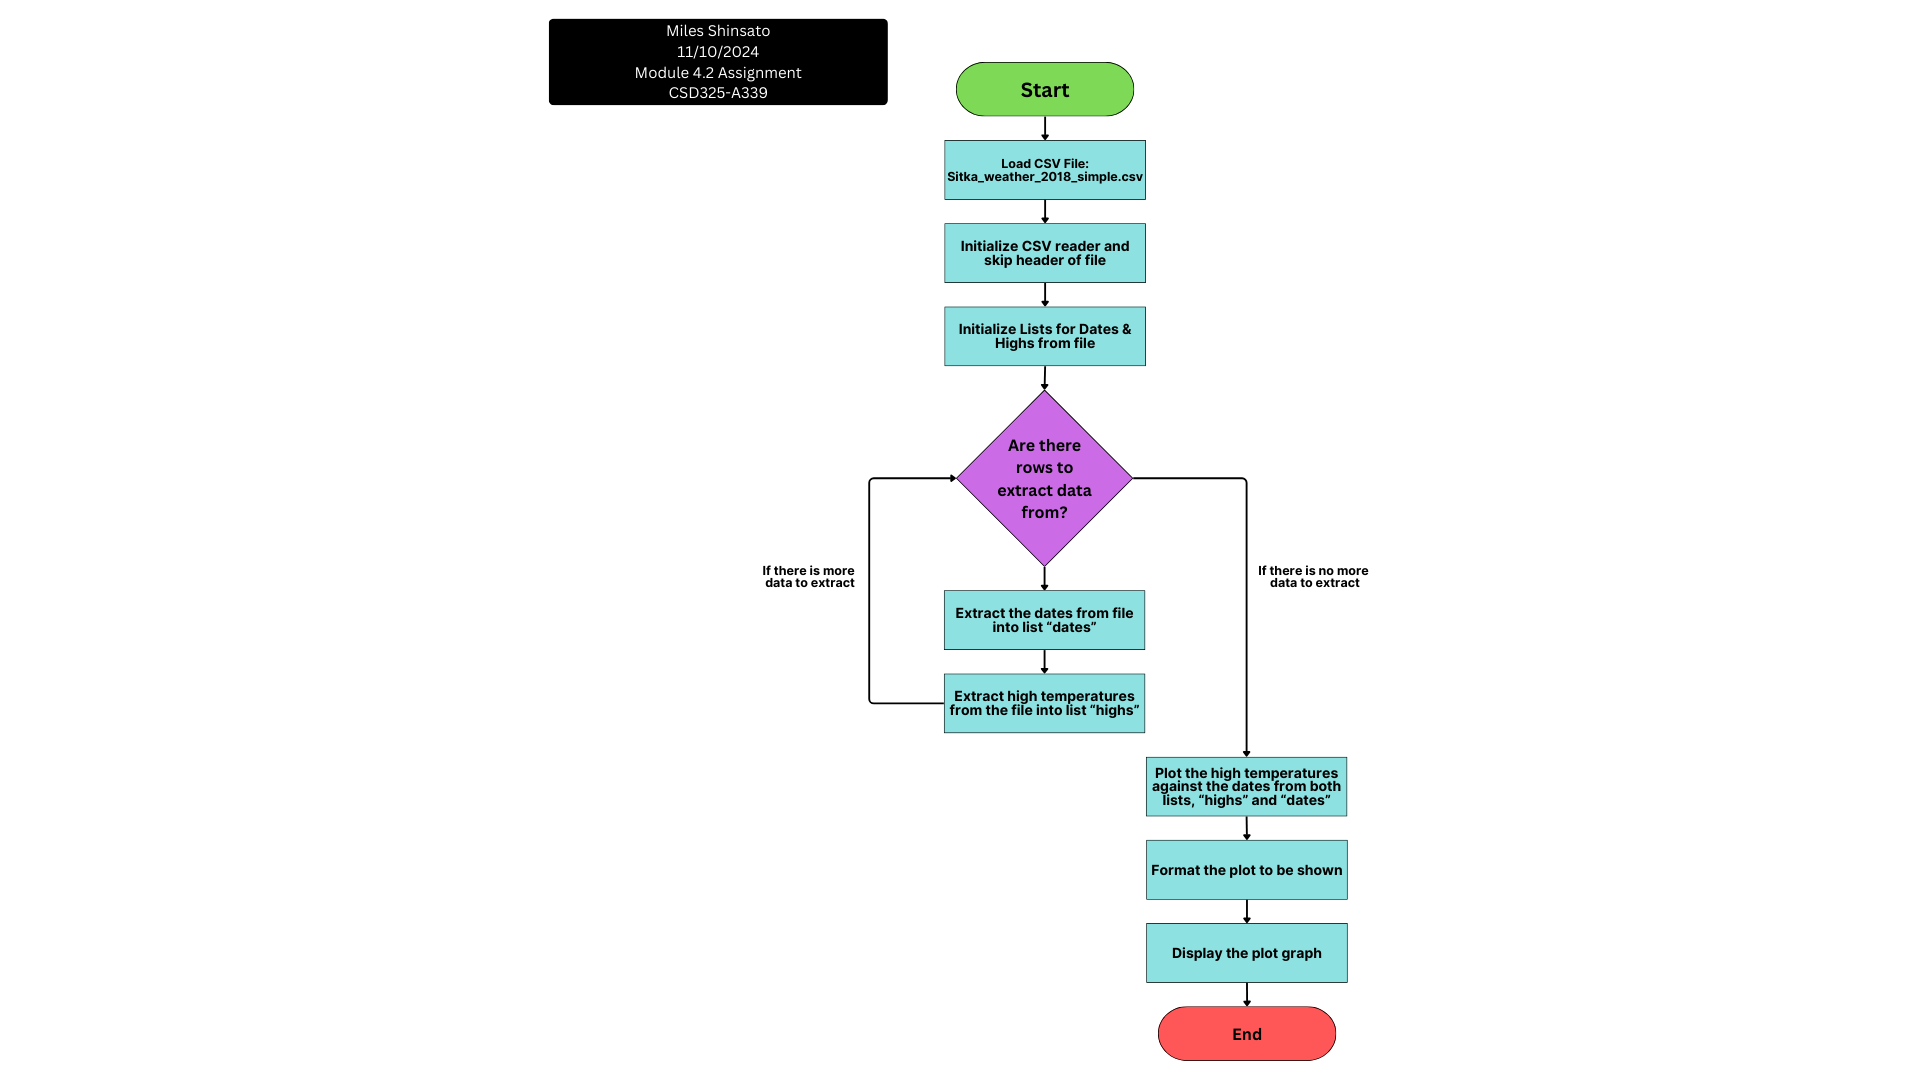 Miles Shinsato
11/10/2024
Module 4.2 Assignment
CSD325-A339
Start
Load CSV File:
Sitka_weather_2018_simple.csv
Initialize CSV reader and
skip header of file
Initialize Lists for Dates &
Highs from file
Are there
rows to
extract data
from?
If there is more
data to extract
If there is no more
data to extract
Extract the dates from file
into list “dates”
Extract high temperatures
from the file into list “highs”
Plot the high temperatures
against the dates from both
lists, “highs” and “dates”
Format the plot to be shown
Display the plot graph
End